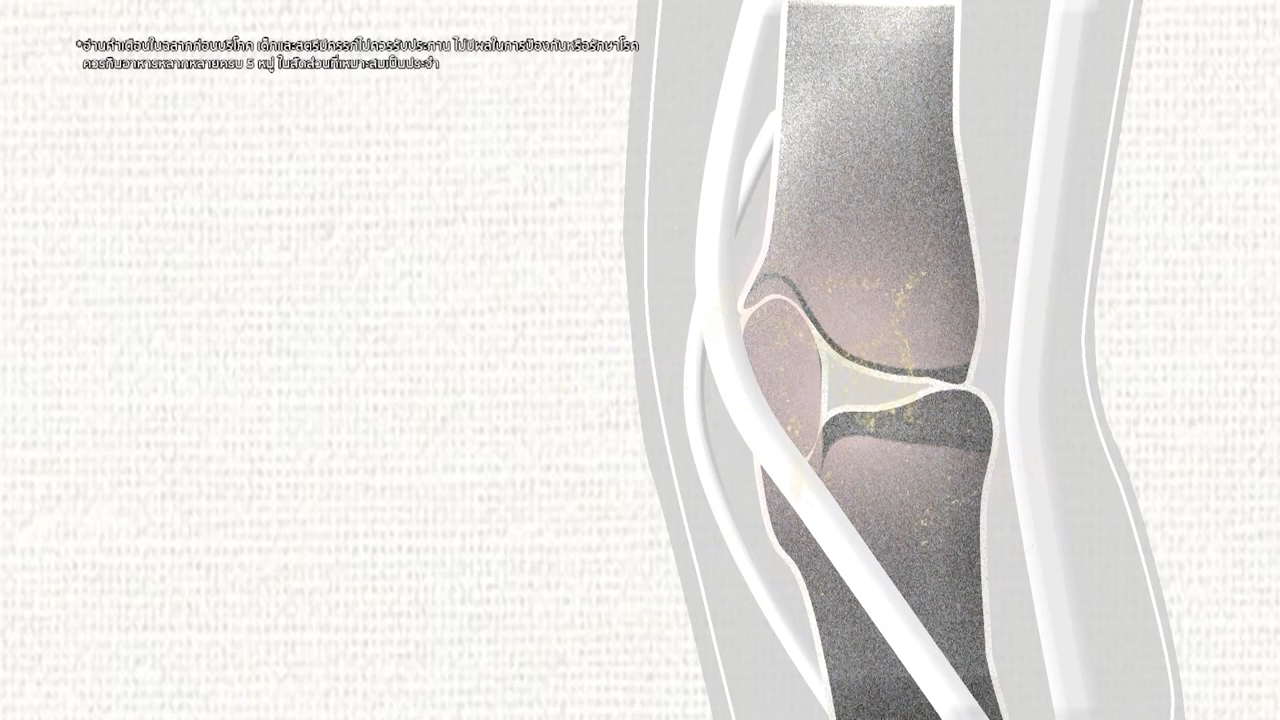 *อ่านคำเตือนในฉลากก่อนบริโภค เด็กและสตรีมีครรภ์ไม่ควรรับประทาน ไม่มีผลในการป้องกันหรือรักษาโรค
ควรกินอาหารหลากหลายครบ 5 หมู่ ในสัดส่วนที่เหมาะสมเป็นประจำ